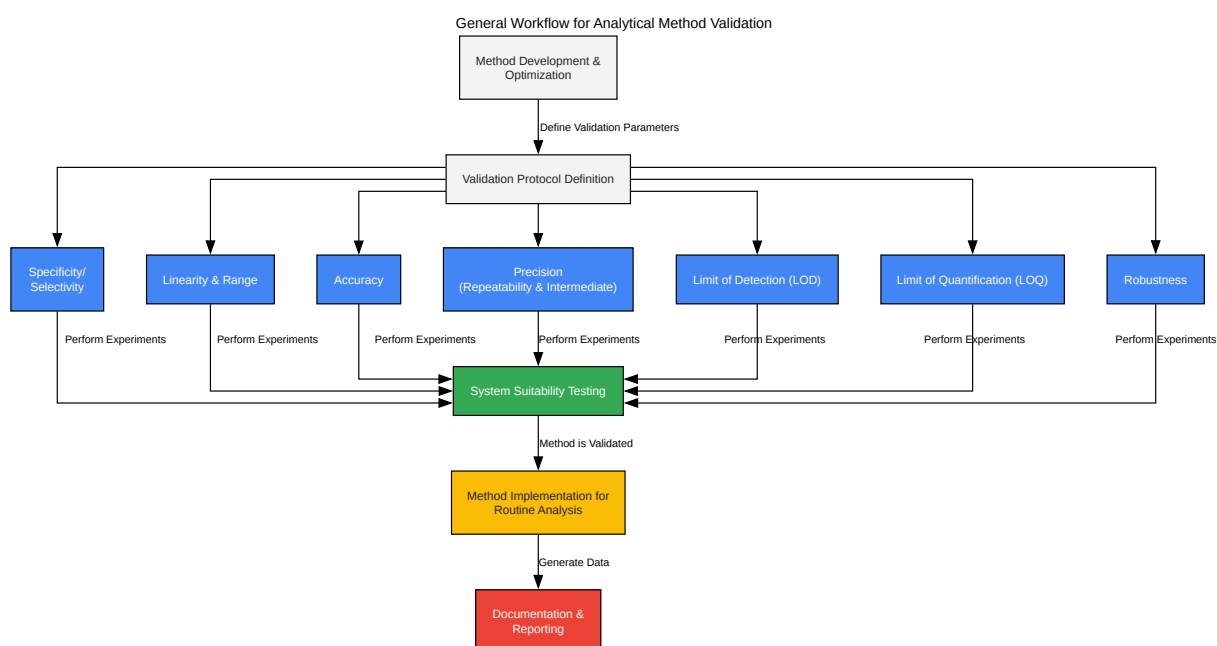 General Workflow for Analytical Method Validation
Method Development &
Optimization
Define Validation Parameters
Validation Protocol Definition
Specificity/
Selectivity
Linearity & Range
Accuracy
Precision
(Repeatability & Intermediate)
Limit of Detection (LOD)
Limit of Quantification (LOQ)
Robustness
Perform Experiments
Perform Experiments
Perform Experiments
Perform Experiments
Perform Experiments
Perform Experiments
Perform Experiments
System Suitability Testing
Method is Validated
Method Implementation for
Routine Analysis
Generate Data
Documentation &
Reporting